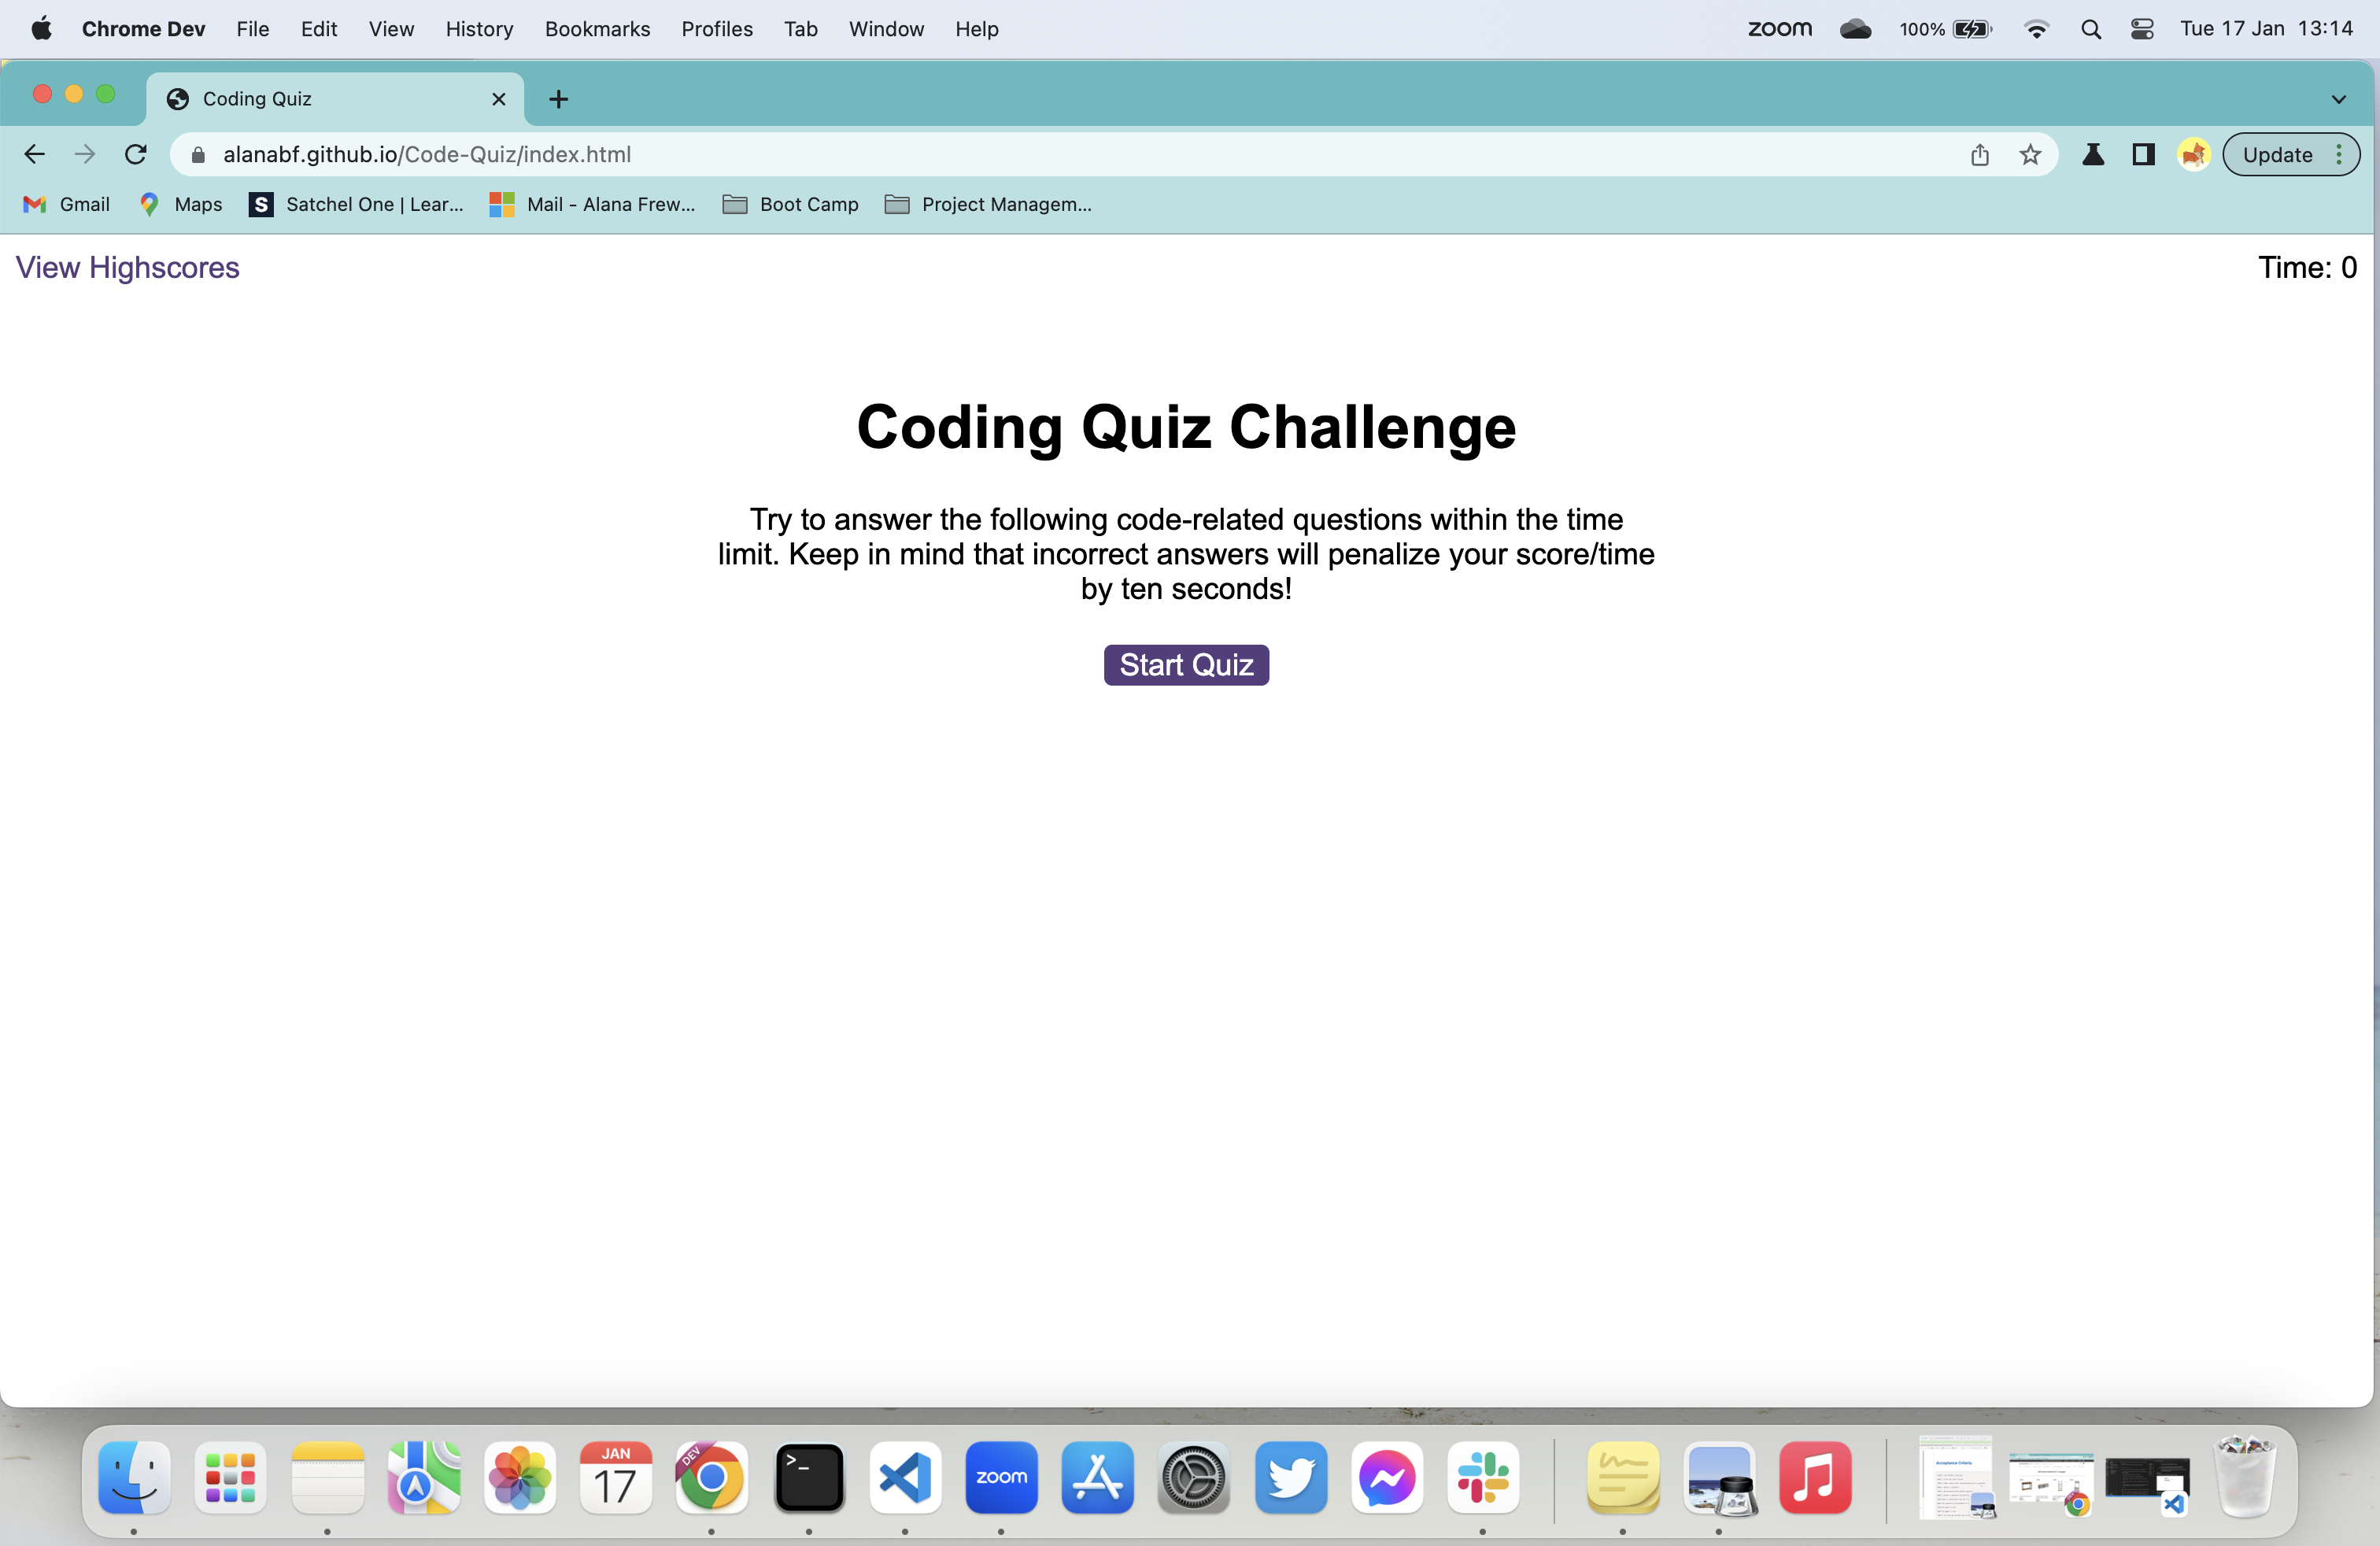 Chrome Dev File Edit View History Bookmarks Profiles Tab Window Help zoom 100% Tue 17 Jan 13:14
Coding Quiz
alanabf.github.io/Code-Quiz/index.html Update
Gmail Maps S Satchel One | Lear... Mail - Alana Frew... Boot Camp Project Managem...
View Highscores Time: 0
Coding Quiz Challenge
Try to answer the following code-related questions within the time
limit. Keep in mind that incorrect answers will penalize your score/time
by ten seconds!
Start Quiz
JAN
17
DEV
>_
zoom
Acceptance Criteria